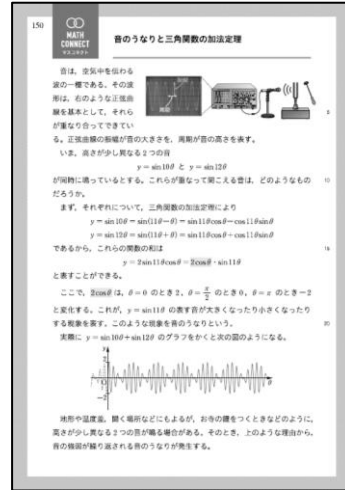 150
MATH
CONNECT
マスコネクト
音のうなりと三角関数の加法定理
音は，空気中を伝わる
波の一種である。その波
形は，右のような正弦曲
線を基本として，それら
が重なり合ってできてい
5
る。正弦曲線の振幅が音の大きさを，周期が音の高さを表す。
いま，高さが少し異なる2つの音
y = sin10θ と y = sin12θ
が同時に鳴っているとする。これらが重なって聞こえる音は，どのようなもの
10
だろうか。
まず，それぞれについて，三角関数の加法定理により
y = sin10θ = sin(11θ−θ) = sin11θcosθ−cos11θsinθ
y = sin12θ = sin(11θ+θ) = sin11θcosθ+cos11θsinθ
であるから，これらの関数の和は
15
y = 2sin11θcosθ = 2cosθ・sin11θ
と表すことができる。
ここで，2cosθ は，θ=0 のとき 2，θ=π/2 のとき 0，θ=π のとき −2
と変化する。これが，y = sin11θ の表す音が大きくなったり小さくなったり
する現象を表す。このような現象を音のうなりという。
20
実際に y = sin10θ+sin12θ のグラフをかくと次の図のようになる。
y
2
O
θ
−2
地形や温度差，聞く場所などにもよるが，お寺の鐘をつくときなどのように，
高さが少し異なる2つの音が鳴る場合がある。そのとき，上のような理由から，
音の強弱が繰り返される音のうなりが発生する。